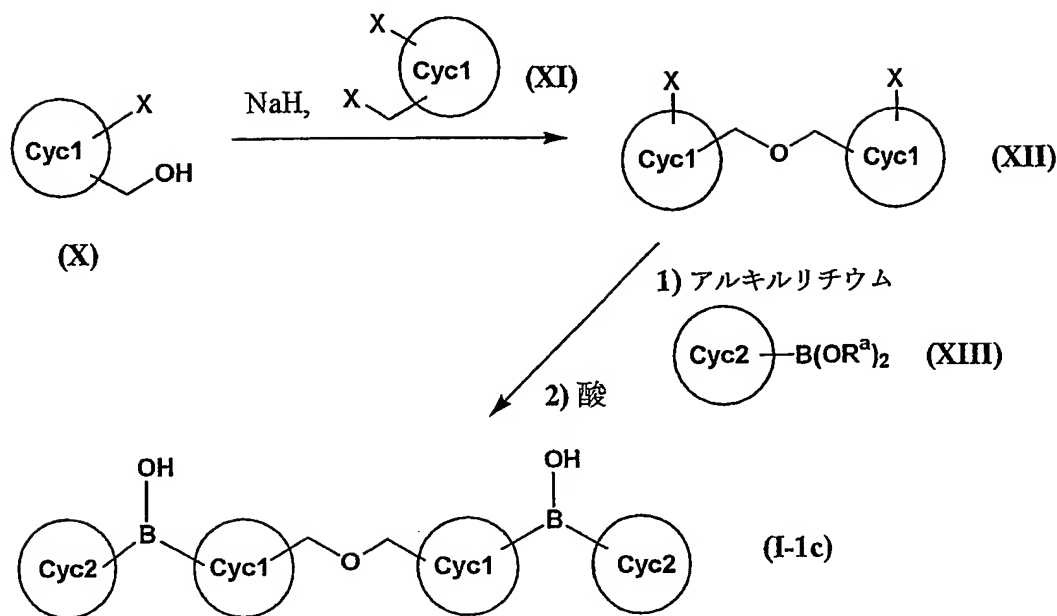 X
Cyc1
OH
(X)
NaH,
X
X
Cyc1
(XI)
X
Cyc1
O
X
Cyc1
(XII)
1) アルキルリチウム
Cyc2
B(ORᵃ)₂
(XIII)
2) 酸
OH
B
Cyc2
Cyc1
O
Cyc1
OH
B
Cyc2
(I-1c)